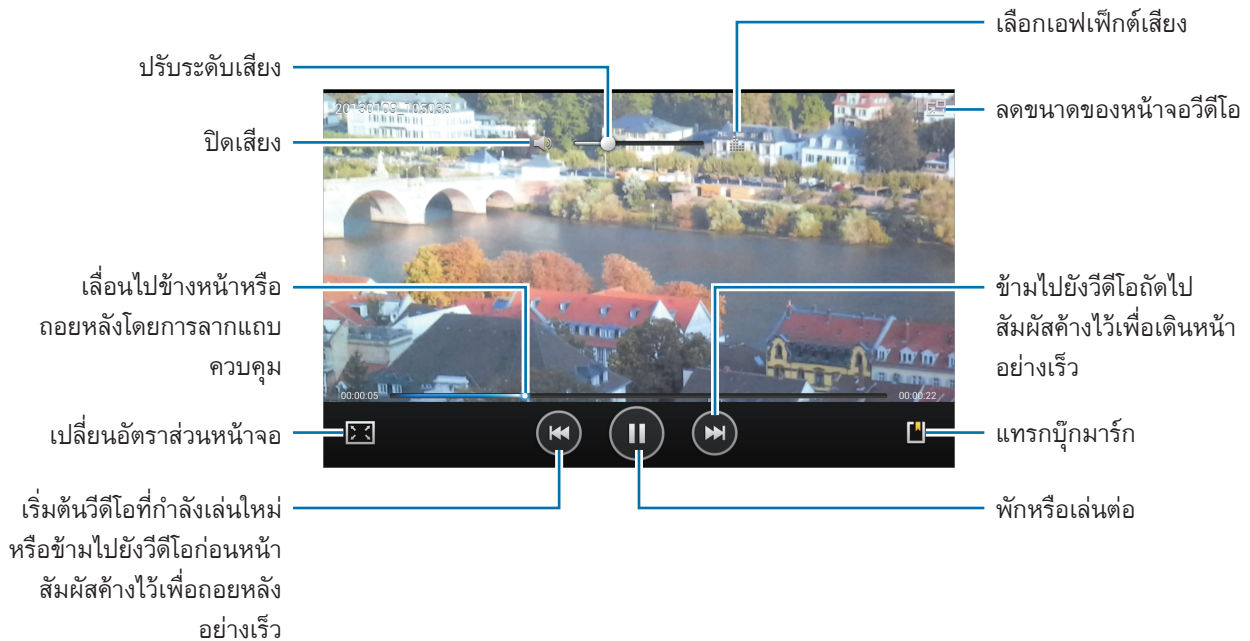 เลือกเอฟเฟ็กต์เสียง
ปรับระดับเสียง
20130109_105035
ลดขนาดของหน้าจอวีดีโอ
ปิดเสียง
เลื่อนไปข้างหน้าหรือ
ถอยหลังโดยการลากแถบ
ควบคุม
ข้ามไปยังวีดีโอถัดไป
สัมผัสค้างไว้เพื่อเดินหน้า
อย่างเร็ว
00:00:05
00:00:22
เปลี่ยนอัตราส่วนหน้าจอ
แทรกบุ๊กมาร์ก
เริ่มต้นวีดีโอที่กำลังเล่นใหม่
หรือข้ามไปยังวีดีโอก่อนหน้า
สัมผัสค้างไว้เพื่อถอยหลัง
อย่างเร็ว
พักหรือเล่นต่อ